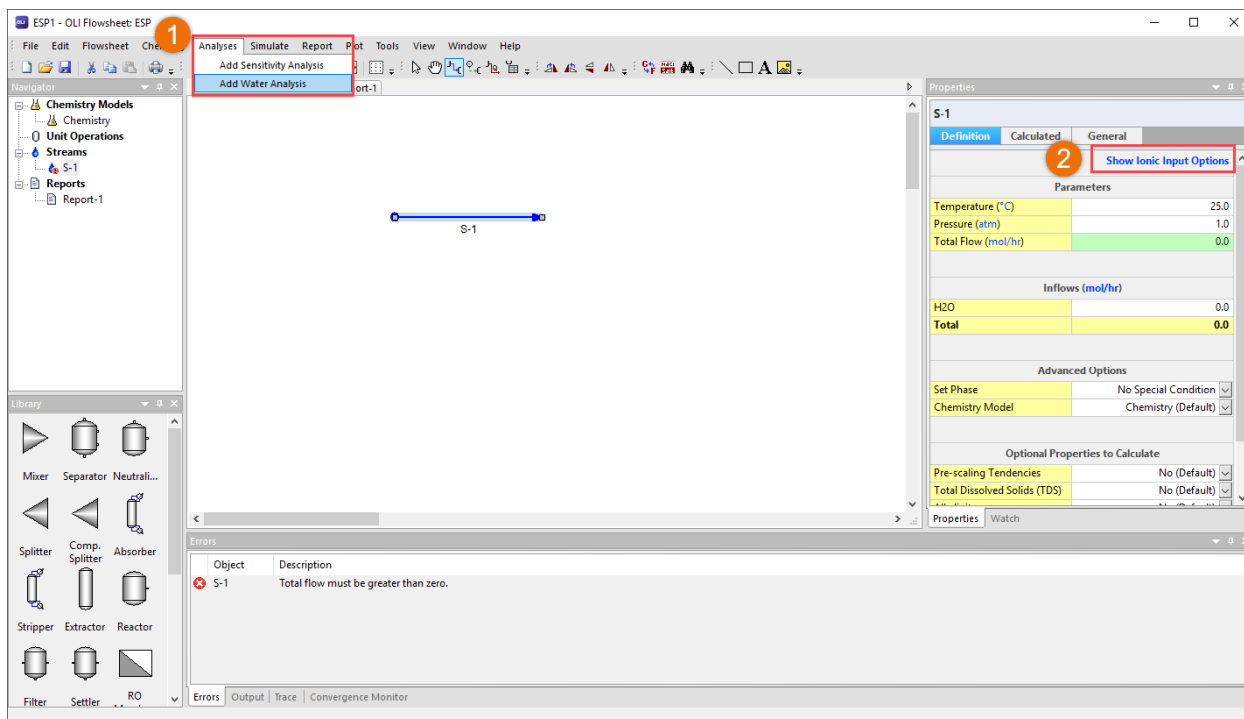 ESP1 - OLI Flowsheet: ESP
1
File Edit Flowsheet Analyses Simulate Report Plot Tools View Window Help
Add Sensitivity Analysis
Add Water Analysis
ort-1
Navigator
Chemistry Models
Chemistry
Unit Operations
Streams
S-1
Reports
Report-1
S-1
Library
Mixer Separator Neutrali...
Splitter Comp. Splitter Absorber
Stripper Extractor Reactor
Filter Settler RO
Properties
S-1
Definition Calculated General
2 Show Ionic Input Options
Parameters
Temperature (°C) 25.0
Pressure (atm) 1.0
Total Flow (mol/hr) 0.0
Inflows (mol/hr)
H2O 0.0
Total 0.0
Advanced Options
Set Phase No Special Condition
Chemistry Model Chemistry (Default)
Optional Properties to Calculate
Pre-scaling Tendencies No (Default)
Total Dissolved Solids (TDS) No (Default)
Properties Watch
Errors
Object Description
S-1 Total flow must be greater than zero.
Errors Output Trace Convergence Monitor